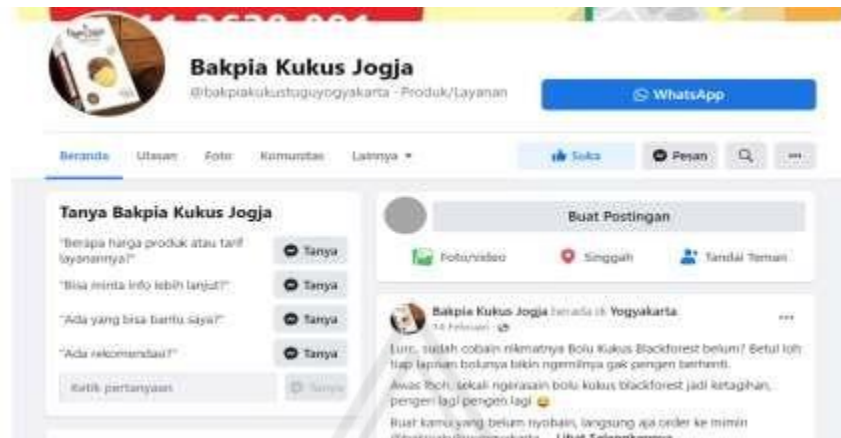 Bakpia Kukus Jogja
@bakpiakukustuguyogyakarta · Produk/Layanan
WhatsApp
Beranda Ulasan Foto Komunitas Lainnya
Suka Pesan
Tanya Bakpia Kukus Jogja
"Berapa harga produk atau tarif
layanannya?"
Tanya
"Bisa minta info lebih lanjut?"
Tanya
"Ada yang bisa bantu saya?"
Tanya
"Ada rekomendasi?"
Tanya
Ketik pertanyaan
Tanya
Buat Postingan
Foto/video Singgah Tandai Teman
Bakpia Kukus Jogja berada di Yogyakarta.
14 Februari
Lurr, sudah cobain nikmatnya Bolu Kukus Blackforest belum? Betul loh
tiap lapisan bolunya bikin ngemilnya gak pengen berhenti.
Awas lhoh, sekali ngerasain bolu kukus blackforest jadi ketagihan,
pengen lagi pengen lagi 😄
Buat kamu yang belum nyobain, langsung aja order ke mimin
Lihat Selengkapnya